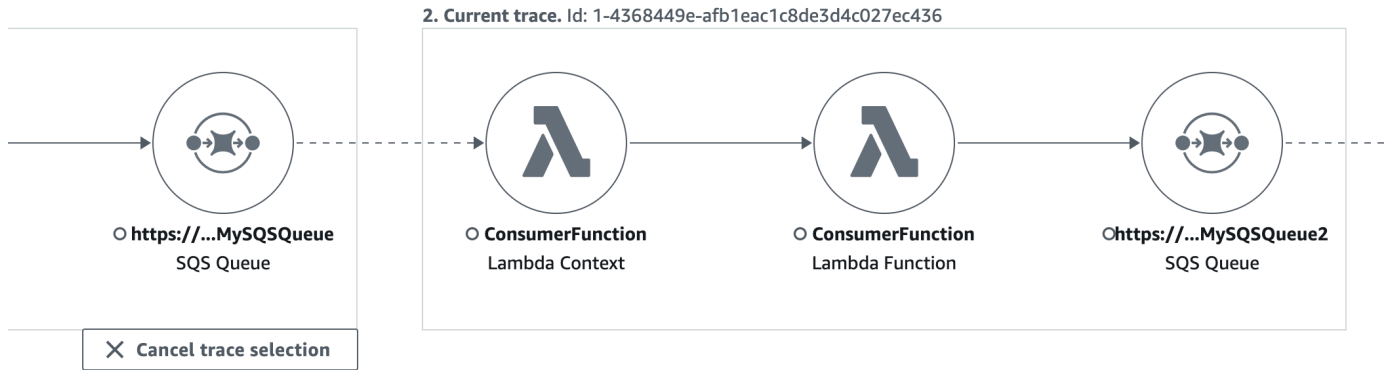 2. Current trace. Id: 1-4368449e-afb1eac1c8de3d4c027ec436
https://...MySQSQueue
SQS Queue
ConsumerFunction
Lambda Context
ConsumerFunction
Lambda Function
https://...MySQSQueue2
SQS Queue
Cancel trace selection